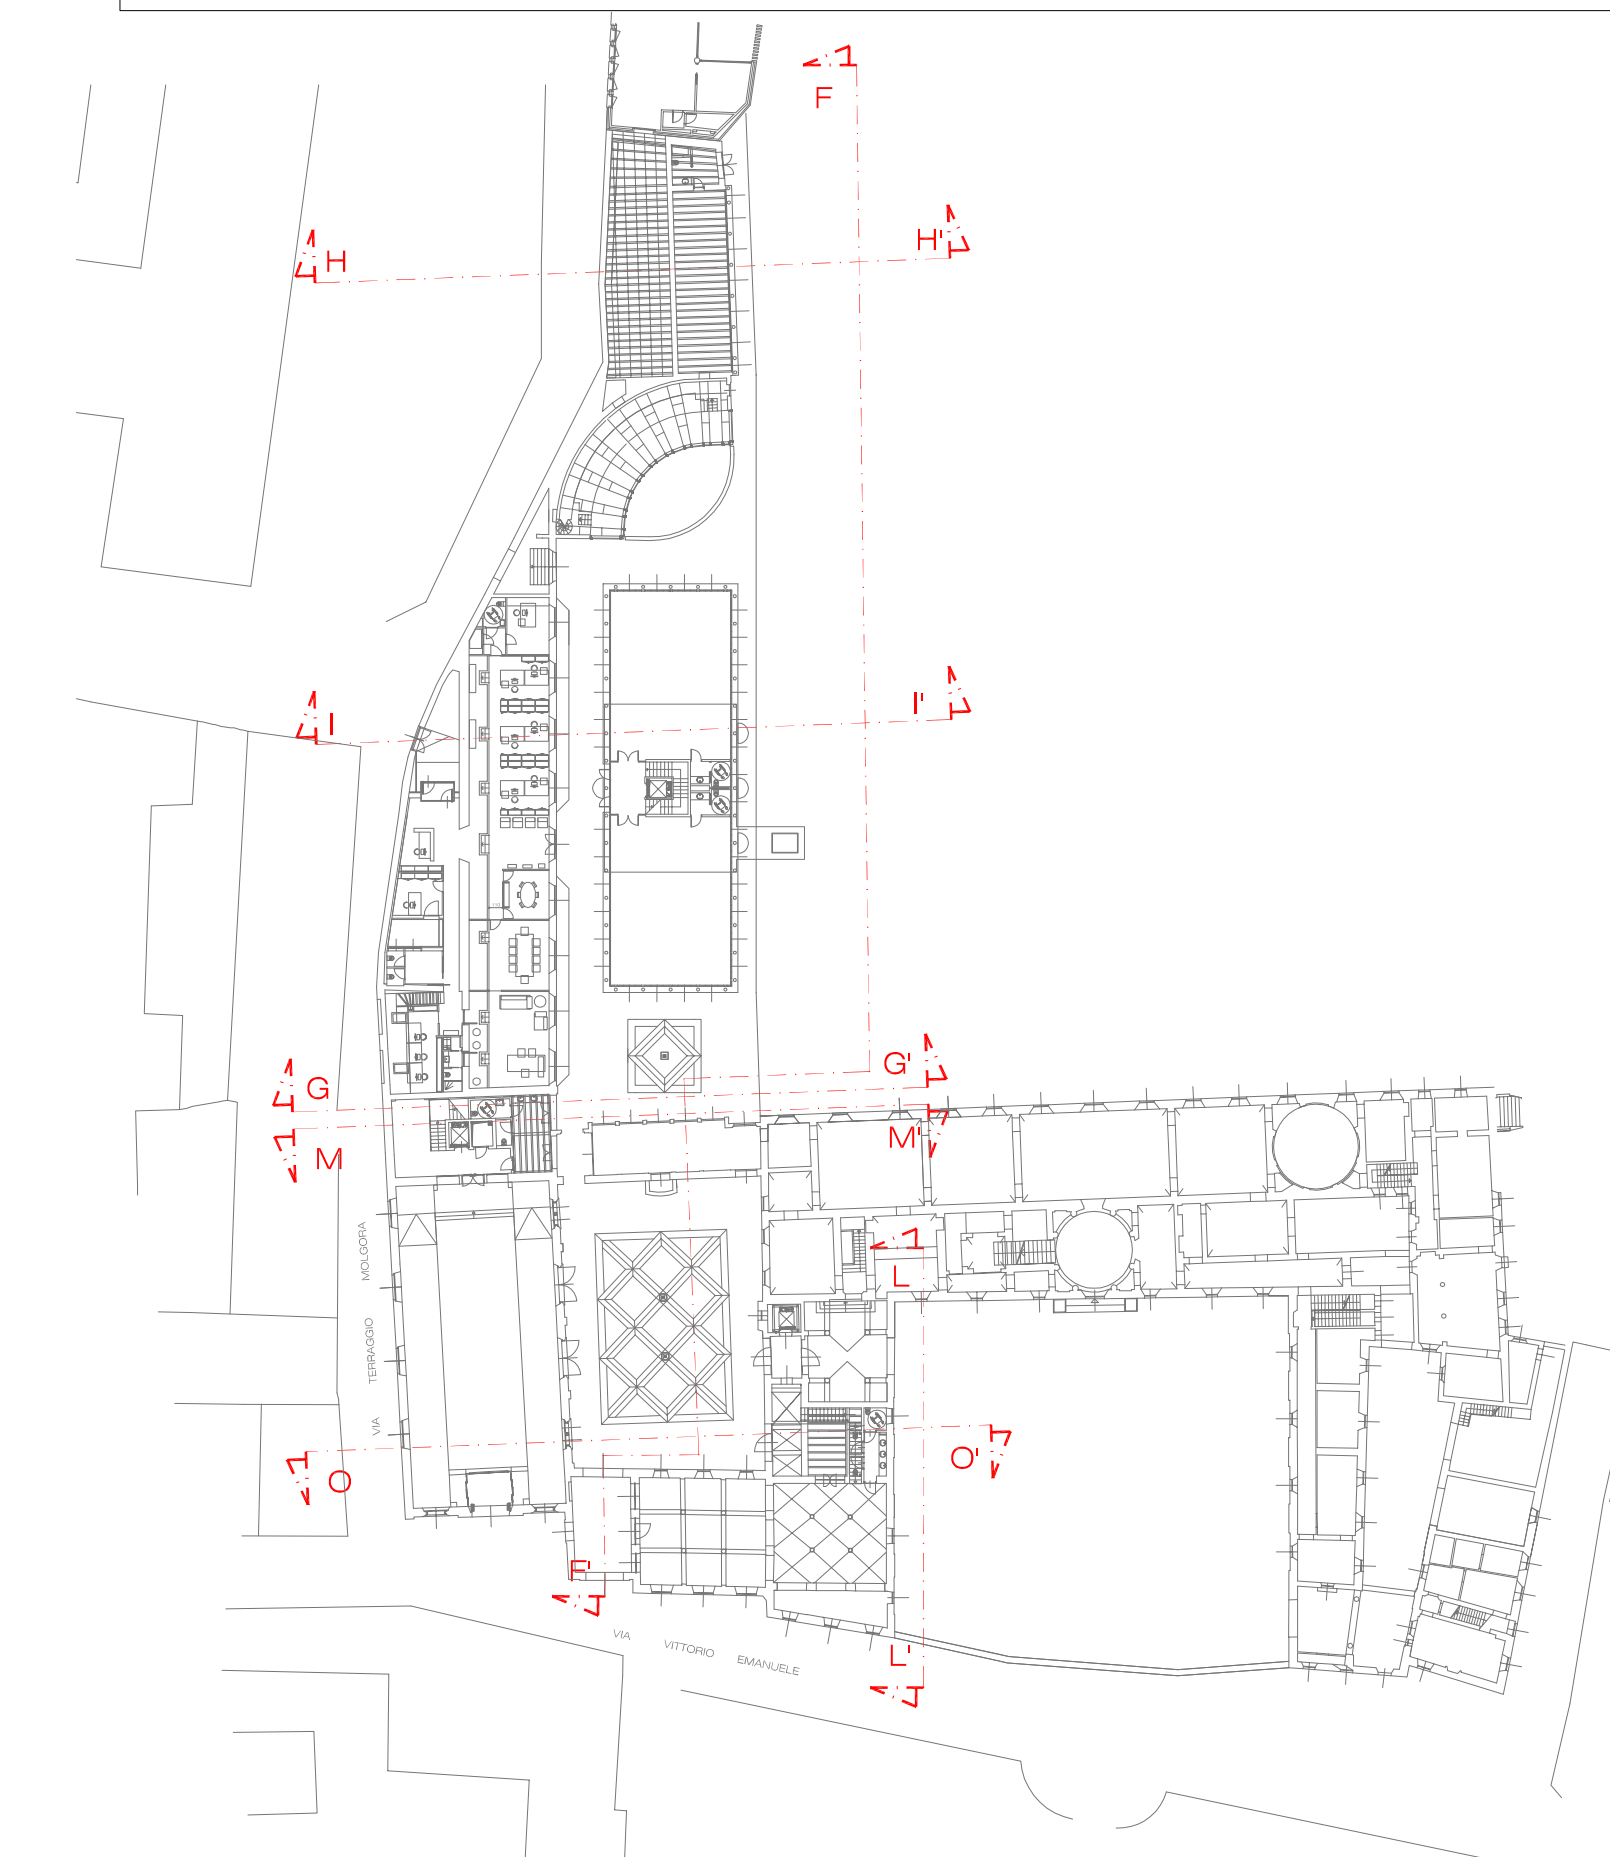 F
H
H'
I
I'
G
G'
M
M'
L
O
O'
F'
L'
VIA TERRAGGIO MOLGORA
VIA VITTORIO EMANUELE